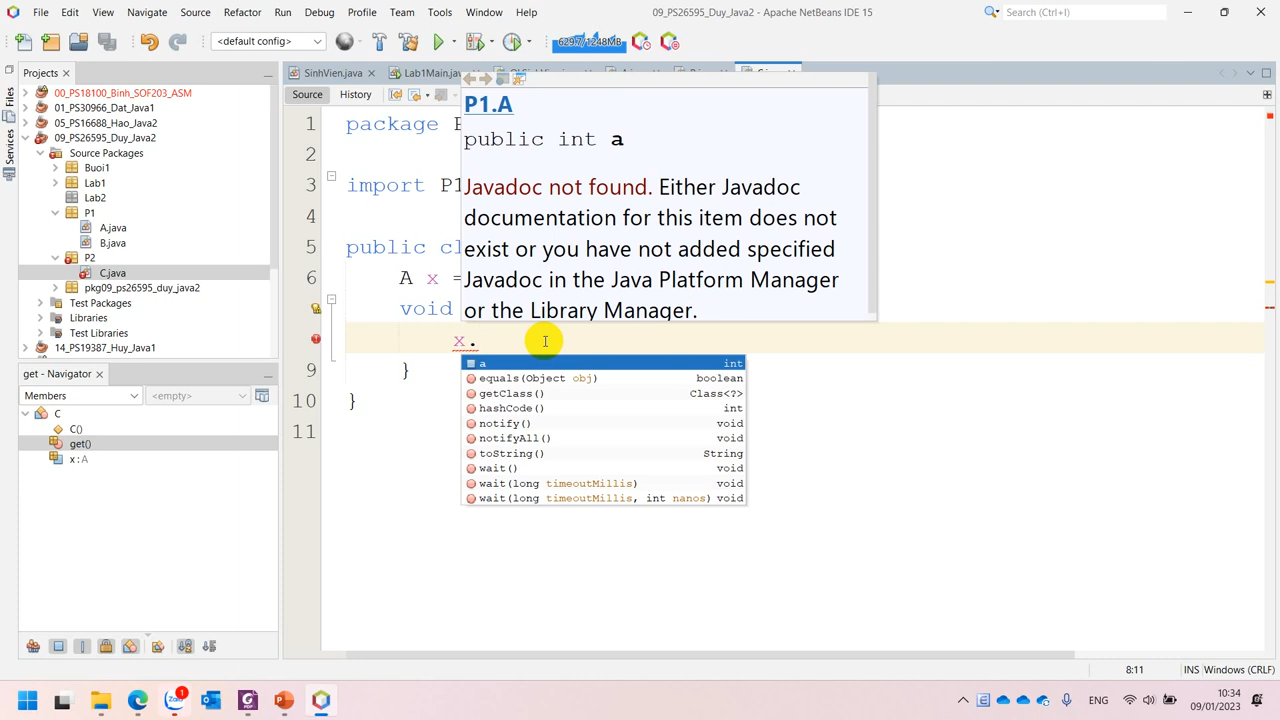 File Edit View Navigate Source Refactor Run Debug Profile Team Tools Window Help
09_PS26595_Duy_Java2 - Apache NetBeans IDE 15
Search (Ctrl+I)
<default config>
629.7/1248MB
Projects
SinhVien.java
Lab1Main.java
Files
Services
00_PS18100_Binh_SOF203_ASM
01_PS30966_Dat_Java1
05_PS16688_Hao_Java2
09_PS26595_Duy_Java2
Source Packages
Buoi1
Lab1
Lab2
P1
A.java
B.java
P2
C.java
pkg09_ps26595_duy_java2
Test Packages
Libraries
Test Libraries
14_PS19387_Huy_Java1
Source History
1 package P
2
3 import P1
4
5 public cl
6 A x =
void
x.
9 }
10 }
11
P1.A
public int a
Javadoc not found. Either Javadoc
documentation for this item does not
exist or you have not added specified
Javadoc in the Java Platform Manager
or the Library Manager.
a int
equals(Object obj) boolean
getClass() Class<?>
hashCode() int
notify() void
notifyAll() void
toString() String
wait() void
wait(long timeoutMillis) void
wait(long timeoutMillis, int nanos) void
get() - Navigator
Members
<empty>
C
C()
get()
x : A
8:11
INS
Windows (CRLF)
Zalo
1
PDF
ENG
10:34
09/01/2023